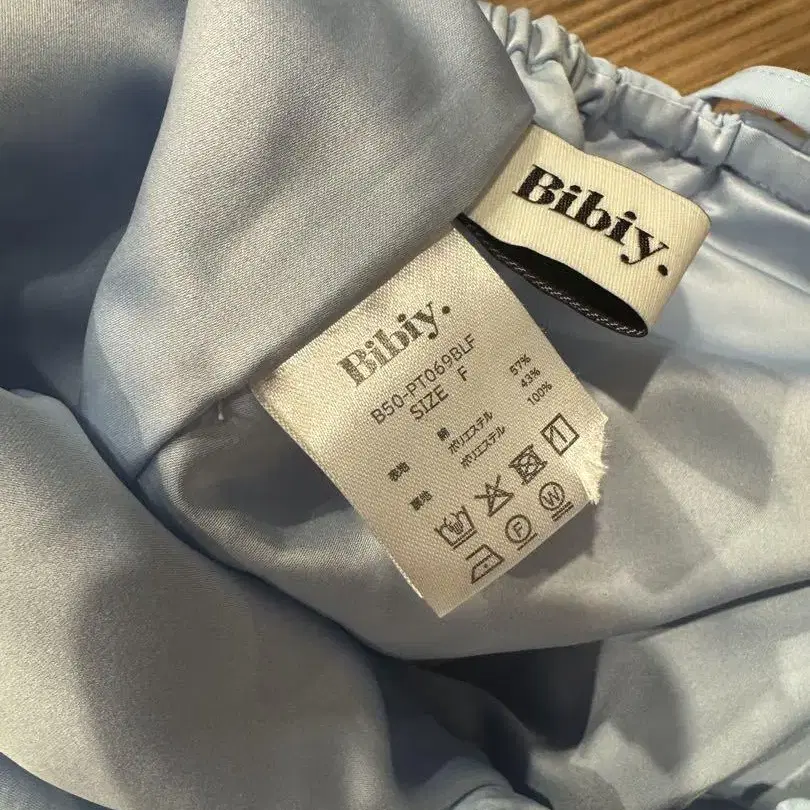 Bibiy.
Bibiy.
B50-PT069BLF
SIZE F
表地 綿 57%
ポリエステル 43%
裏地 ポリエステル 100%
F W